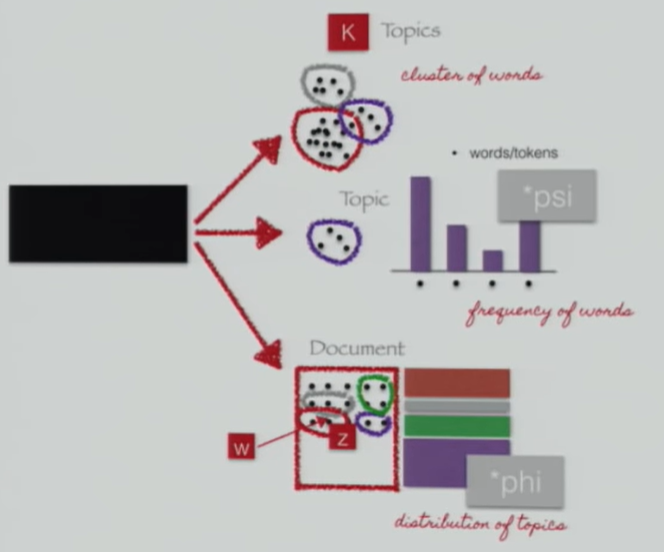 K Topics
cluster of words
• words/tokens
Topic
*psi
frequency of words
Document
w
z
*phi
distribution of topics